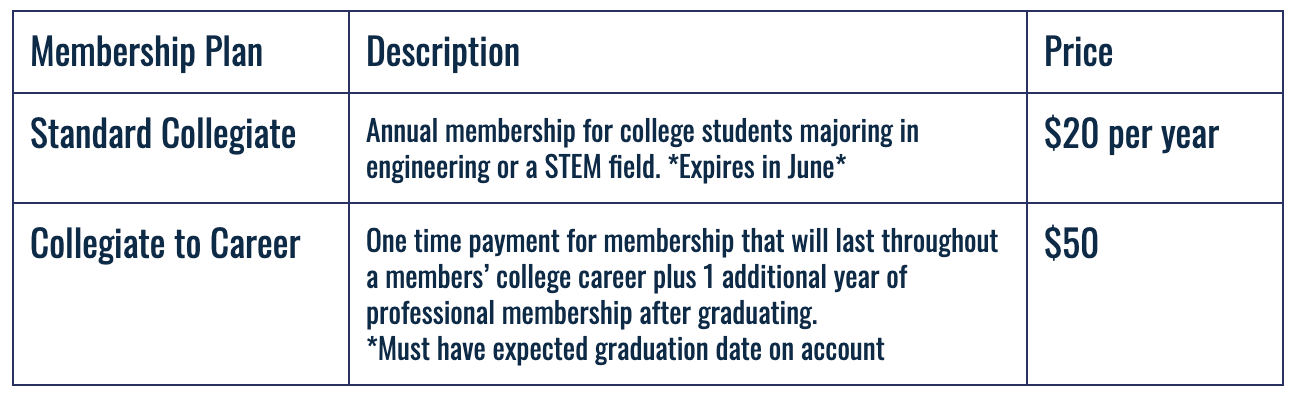 Membership Plan
Description
Price
Standard Collegiate
Annual membership for college students majoring in
engineering or a STEM field. *Expires in June*
$20 per year
Collegiate to Career
One time payment for membership that will last throughout
a members’ college career plus 1 additional year of
professional membership after graduating.
*Must have expected graduation date on account
$50